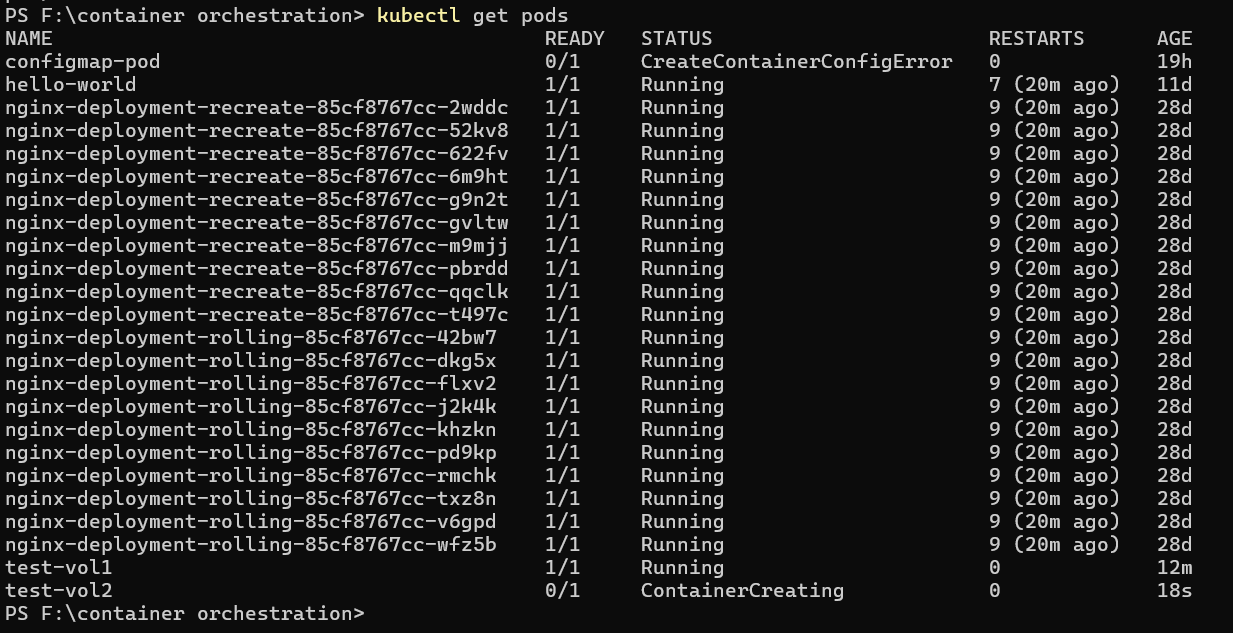 PS F:\container orchestration> kubectl get pods
NAME READY STATUS RESTARTS AGE
configmap-pod 0/1 CreateContainerConfigError 0 19h
hello-world 1/1 Running 7 (20m ago) 11d
nginx-deployment-recreate-85cf8767cc-2wddc 1/1 Running 9 (20m ago) 28d
nginx-deployment-recreate-85cf8767cc-52kv8 1/1 Running 9 (20m ago) 28d
nginx-deployment-recreate-85cf8767cc-622fv 1/1 Running 9 (20m ago) 28d
nginx-deployment-recreate-85cf8767cc-6m9ht 1/1 Running 9 (20m ago) 28d
nginx-deployment-recreate-85cf8767cc-g9n2t 1/1 Running 9 (20m ago) 28d
nginx-deployment-recreate-85cf8767cc-gvltw 1/1 Running 9 (20m ago) 28d
nginx-deployment-recreate-85cf8767cc-m9mjj 1/1 Running 9 (20m ago) 28d
nginx-deployment-recreate-85cf8767cc-pbrdd 1/1 Running 9 (20m ago) 28d
nginx-deployment-recreate-85cf8767cc-qqclk 1/1 Running 9 (20m ago) 28d
nginx-deployment-recreate-85cf8767cc-t497c 1/1 Running 9 (20m ago) 28d
nginx-deployment-rolling-85cf8767cc-42bw7 1/1 Running 9 (20m ago) 28d
nginx-deployment-rolling-85cf8767cc-dkg5x 1/1 Running 9 (20m ago) 28d
nginx-deployment-rolling-85cf8767cc-flxv2 1/1 Running 9 (20m ago) 28d
nginx-deployment-rolling-85cf8767cc-j2k4k 1/1 Running 9 (20m ago) 28d
nginx-deployment-rolling-85cf8767cc-khzkn 1/1 Running 9 (20m ago) 28d
nginx-deployment-rolling-85cf8767cc-pd9kp 1/1 Running 9 (20m ago) 28d
nginx-deployment-rolling-85cf8767cc-rmchk 1/1 Running 9 (20m ago) 28d
nginx-deployment-rolling-85cf8767cc-txz8n 1/1 Running 9 (20m ago) 28d
nginx-deployment-rolling-85cf8767cc-v6gpd 1/1 Running 9 (20m ago) 28d
nginx-deployment-rolling-85cf8767cc-wfz5b 1/1 Running 9 (20m ago) 28d
test-vol1 1/1 Running 0 12m
test-vol2 0/1 ContainerCreating 0 18s
PS F:\container orchestration>